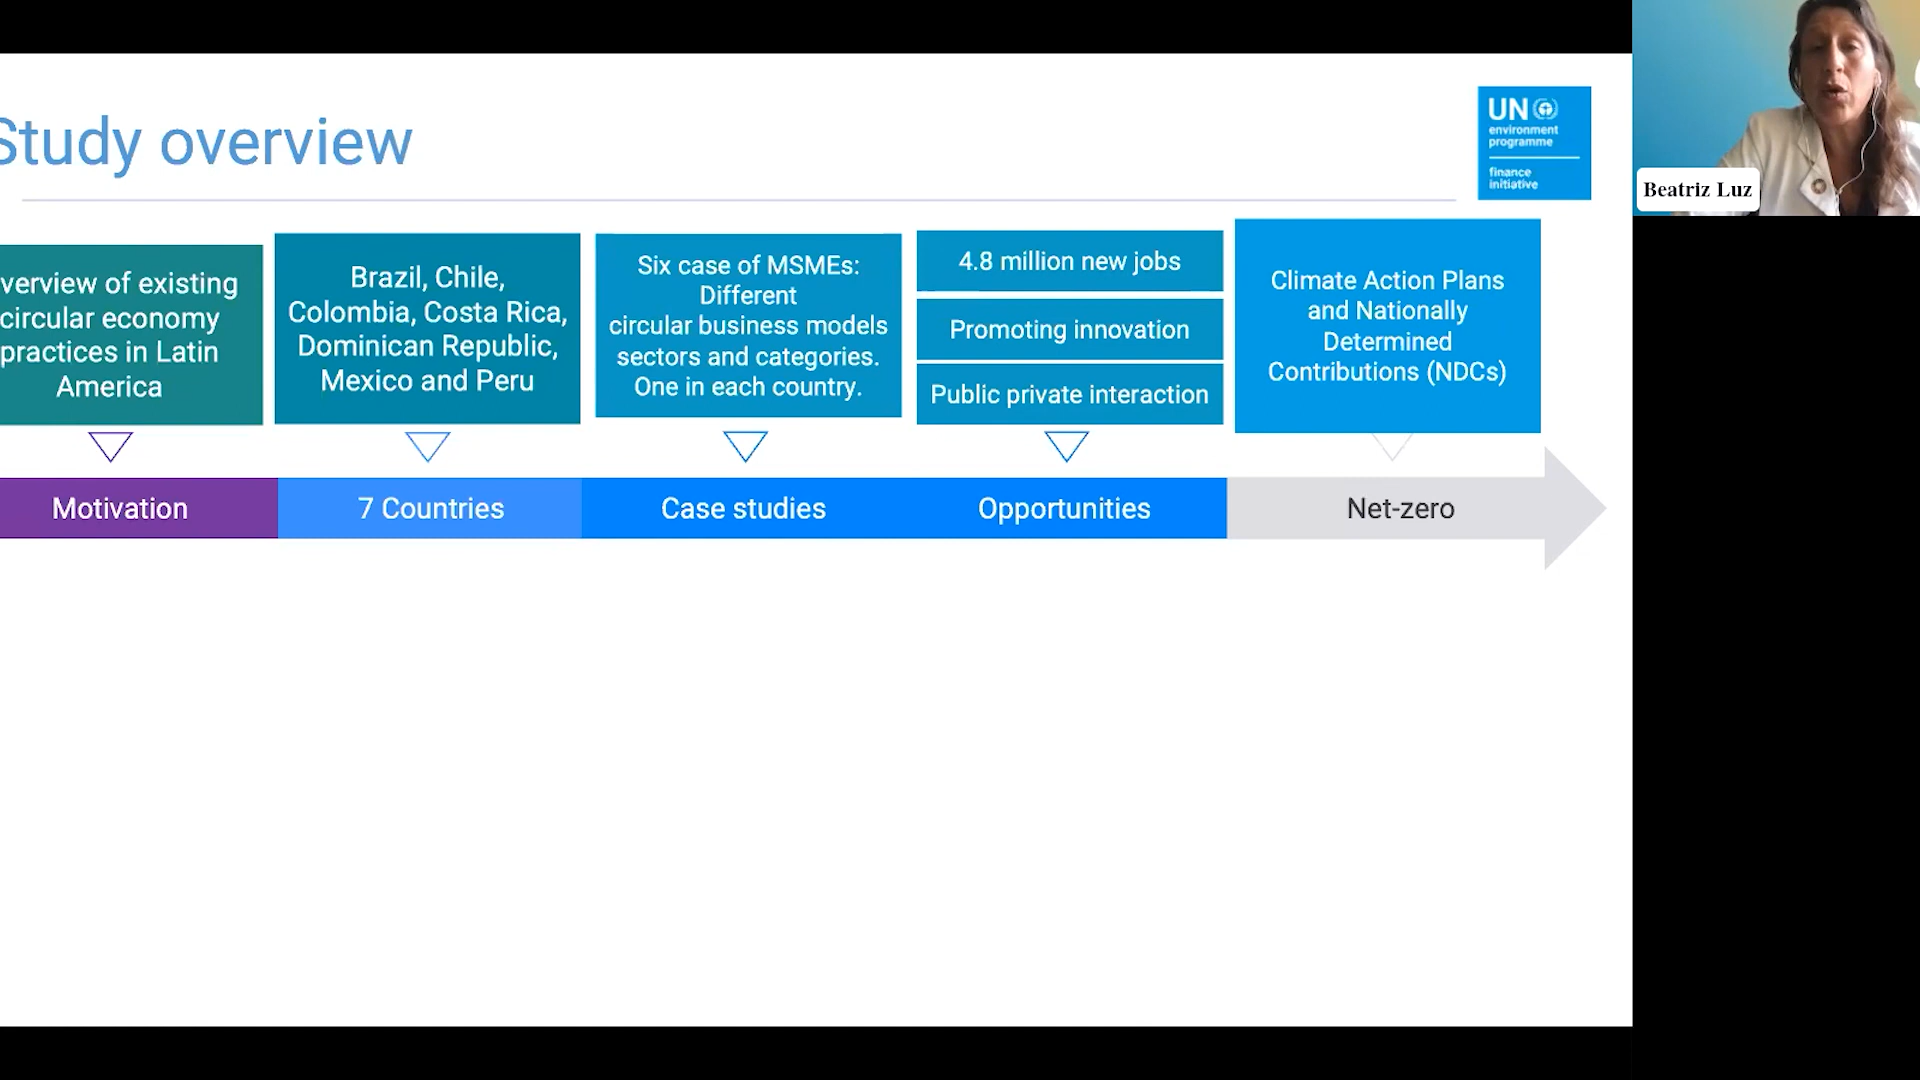 Study overview
UN
environment
programme
finance
initiative
Beatriz Luz
verview of existing
circular economy
practices in Latin
America
Brazil, Chile,
Colombia, Costa Rica,
Dominican Republic,
Mexico and Peru
Six case of MSMEs:
Different
circular business models
sectors and categories.
One in each country.
4.8 million new jobs
Promoting innovation
Public private interaction
Climate Action Plans
and Nationally
Determined
Contributions (NDCs)
Motivation
7 Countries
Case studies
Opportunities
Net-zero